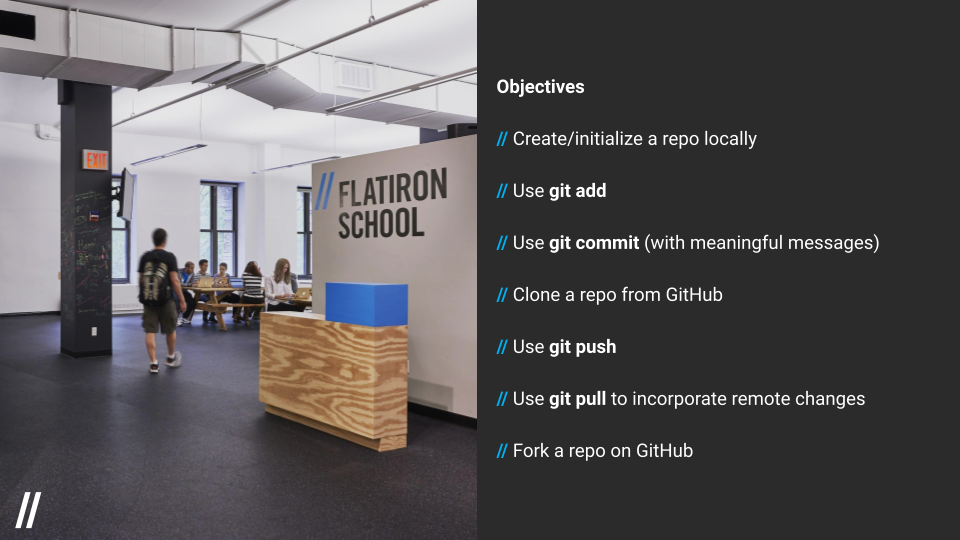 EXIT
// FLATIRON
SCHOOL
//
Objectives
// Create/initialize a repo locally
// Use git add
// Use git commit (with meaningful messages)
// Clone a repo from GitHub
// Use git push
// Use git pull to incorporate remote changes
// Fork a repo on GitHub